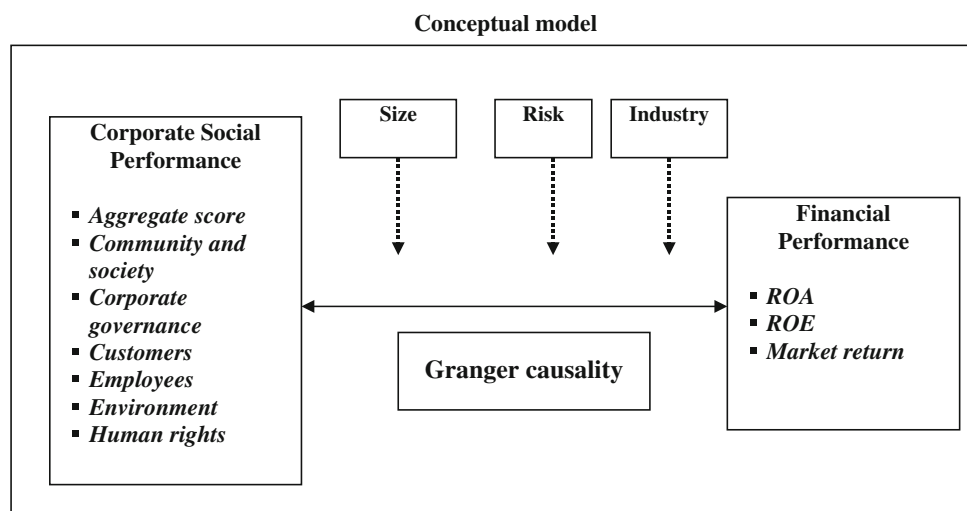 Conceptual model
Size
Risk
Industry
Corporate Social
Performance
▪ Aggregate score
▪ Community and
society
▪ Corporate
governance
▪ Customers
▪ Employees
▪ Environment
▪ Human rights
Financial
Performance
▪ ROA
▪ ROE
▪ Market return
Granger causality